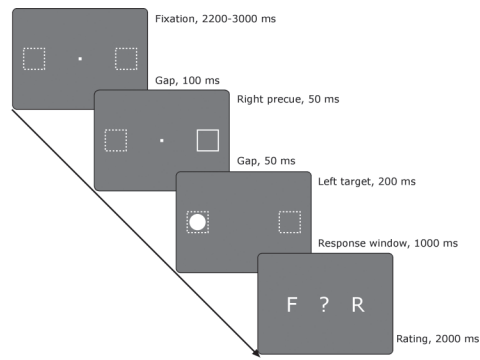 Fixation, 2200-3000 ms
Gap, 100 ms
Right precue, 50 ms
Gap, 50 ms
Left target, 200 ms
Response window, 1000 ms
F ? R
Rating, 2000 ms